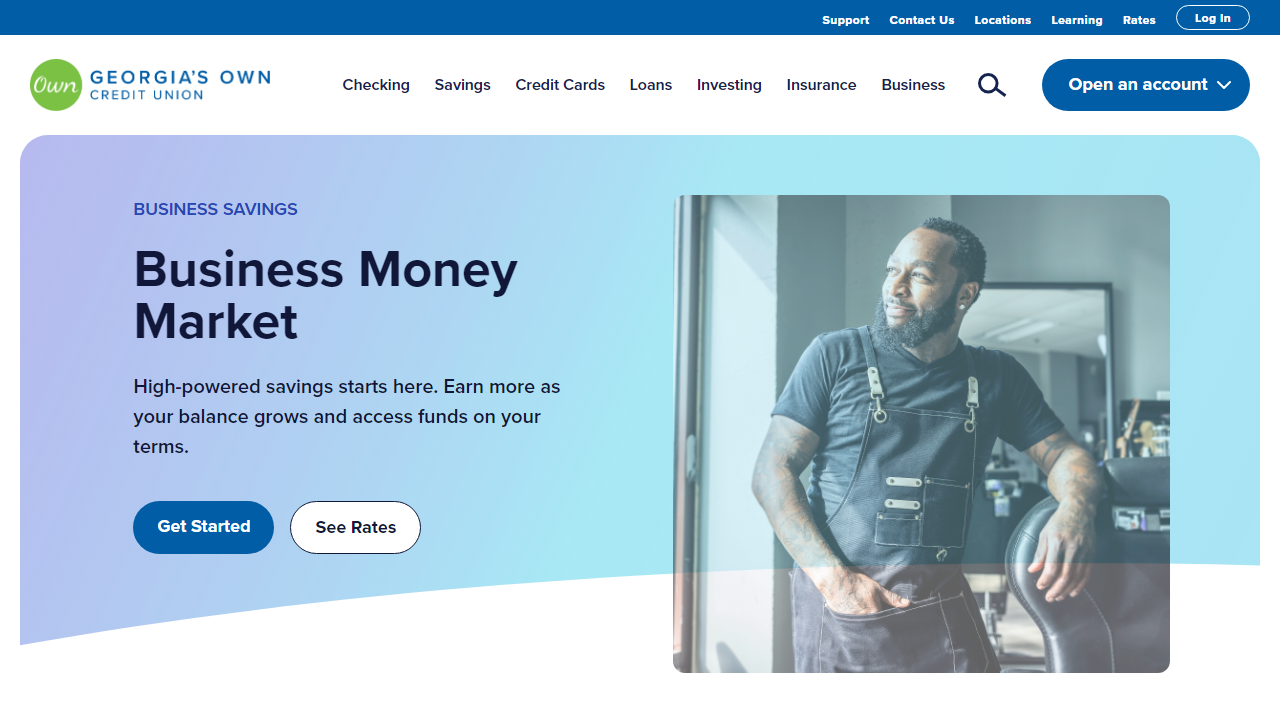 Support Contact Us Locations Learning Rates Log In
Own GEORGIA'S OWN
CREDIT UNION
Checking Savings Credit Cards Loans Investing Insurance Business Open an account
BUSINESS SAVINGS
Business Money
Market
High-powered savings starts here. Earn more as
your balance grows and access funds on your
terms.
Get Started See Rates